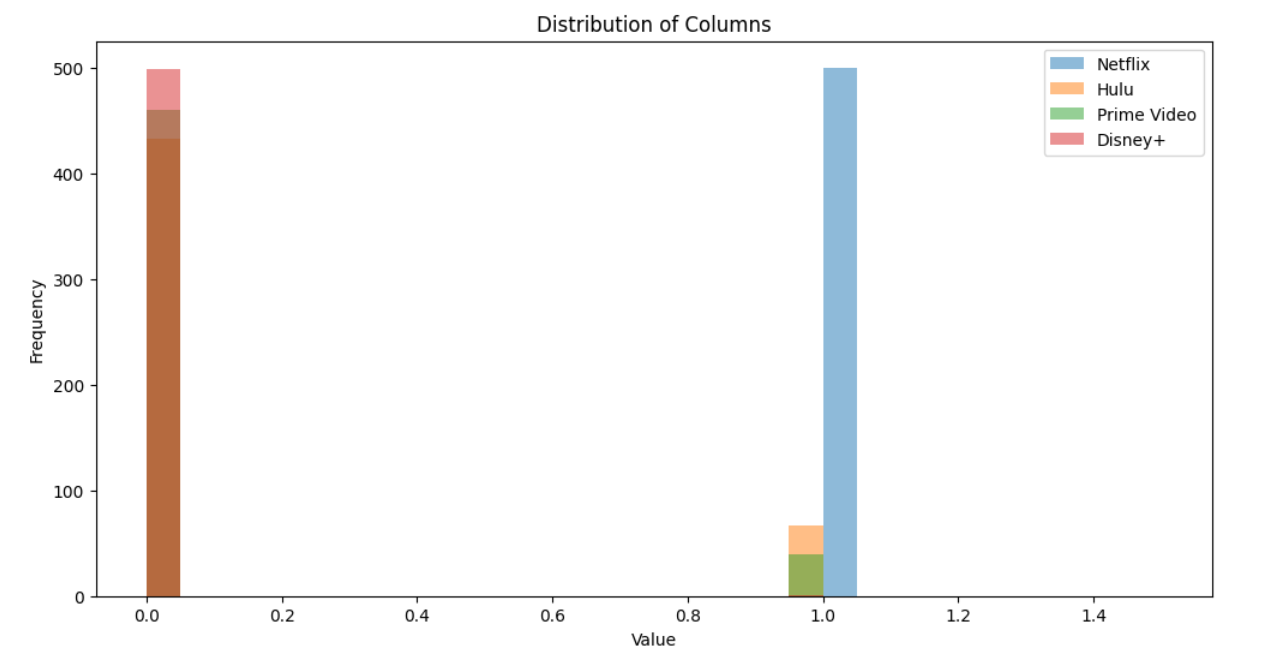 Distribution of Columns
500
400
300
200
100
0
Frequency
0.0 0.2 0.4 0.6 0.8 1.0 1.2 1.4
Value
Netflix
Hulu
Prime Video
Disney+